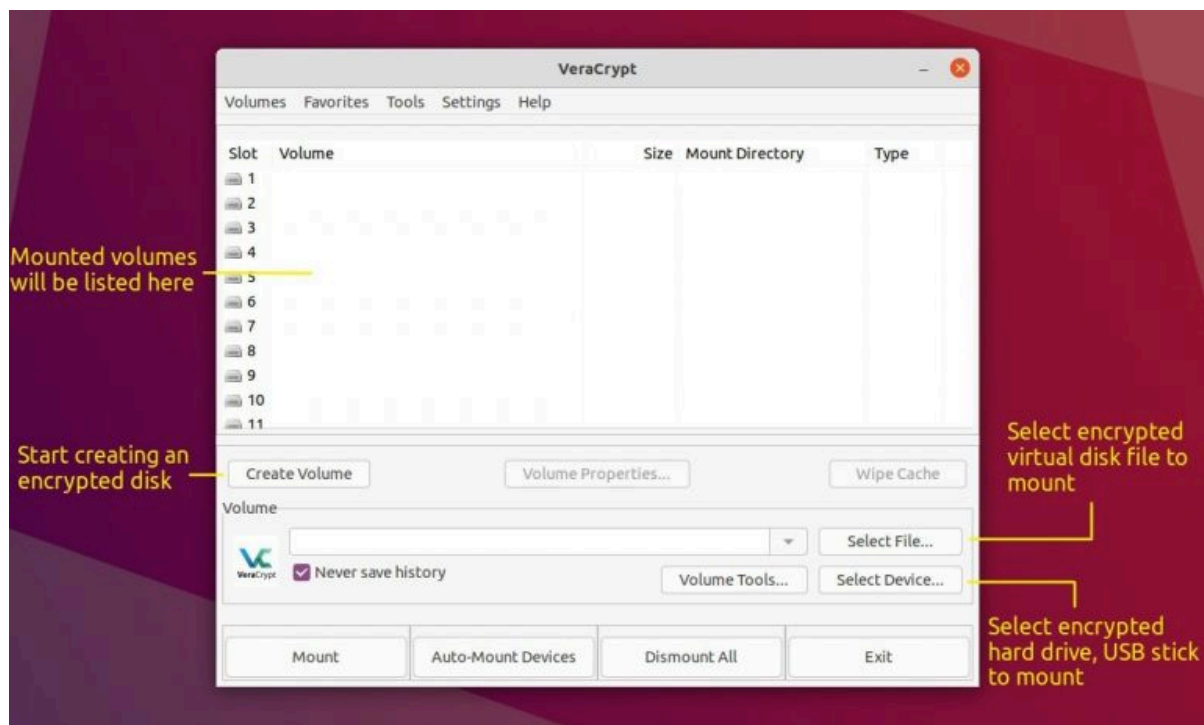 VeraCrypt
Volumes Favorites Tools Settings Help
Slot Volume Size Mount Directory Type
1
2
3
4
5
6
7
8
9
10
11
Mounted volumes
will be listed here
Start creating an
encrypted disk
Create Volume Volume Properties... Wipe Cache
Select encrypted
virtual disk file to
mount
Volume
VeraCrypt
Never save history
Select File...
Volume Tools... Select Device...
Select encrypted
hard drive, USB stick
to mount
Mount Auto-Mount Devices Dismount All Exit